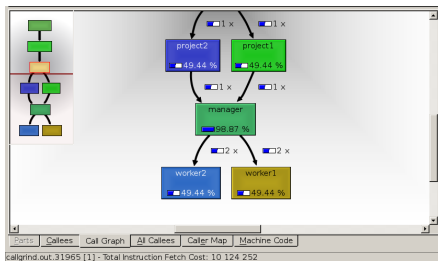 1 x 1 x
project2 project1
49.44 % 49.44 %
1 x 1 x
manager
98.87 %
2 x 2 x
worker2 worker1
49.44 % 49.44 %
Parts Callees Call Graph All Callees Caller Map Machine Code
callgrind.out.31965 [1] - Total Instruction Fetch Cost: 10 124 252